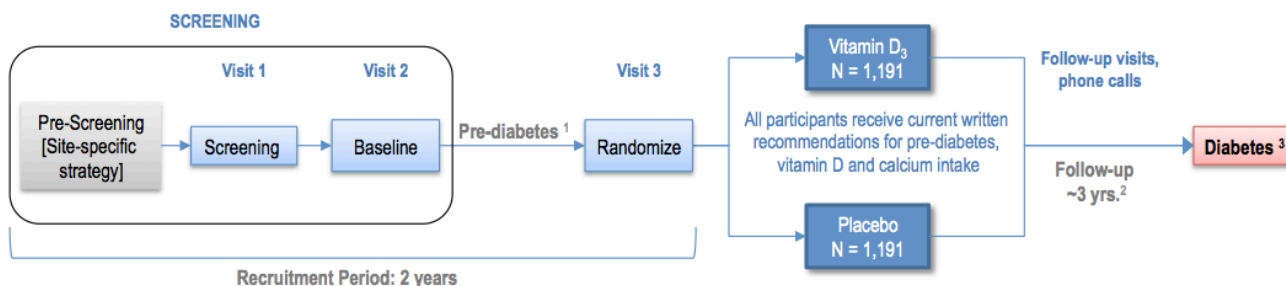 SCREENING
Visit 1
Visit 2
Visit 3
Pre-Screening
[Site-specific
strategy]
Screening
Baseline
Pre-diabetes ¹
Randomize
Vitamin D₃
N = 1,191
All participants receive current written
recommendations for pre-diabetes,
vitamin D and calcium intake
Placebo
N = 1,191
Follow-up visits,
phone calls
Follow-up
~3 yrs.²
Diabetes ³
Recruitment Period: 2 years